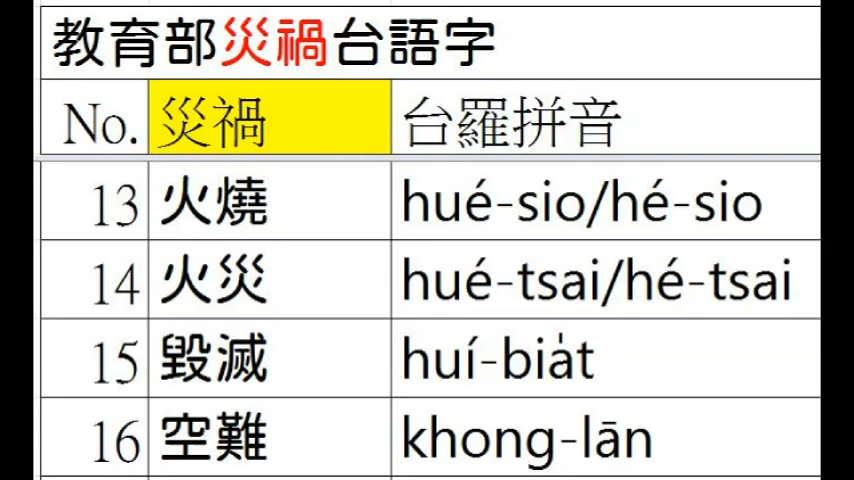 教育部災禍台語字
No. 災禍 台羅拼音
13 火燒 hué-sio/hé-sio
14 火災 hué-tsai/hé-tsai
15 毀滅 huí-bia̍t
16 空難 khong-lān